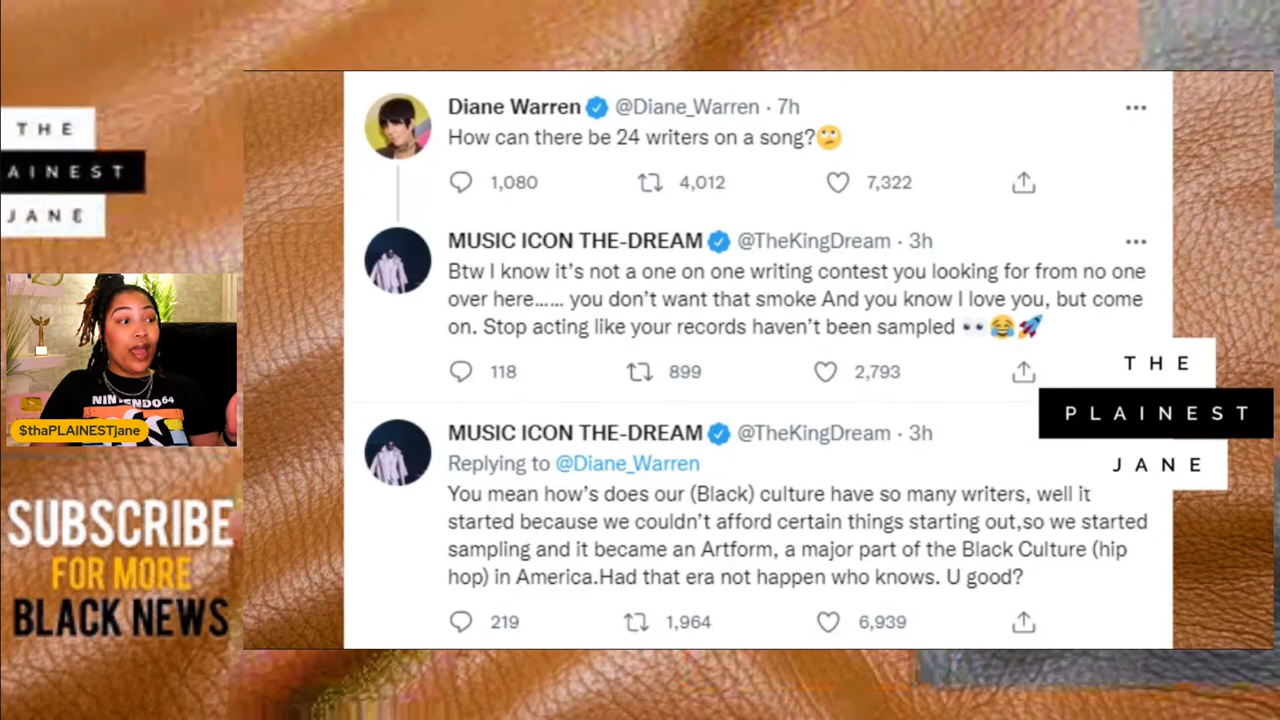 THE
AINEST
JANE
NINTENDO64
$thaPLAINESTjane
SUBSCRIBE
FOR MORE
BLACK NEWS
Diane Warren @Diane_Warren · 7h
How can there be 24 writers on a song?🙄
1,080 4,012 7,322
MUSIC ICON THE-DREAM @TheKingDream · 3h
Btw I know it's not a one on one writing contest you looking for from no one
over here...... you don't want that smoke And you know I love you, but come
on. Stop acting like your records haven't been sampled 👀😂🚀
118 899 2,793
MUSIC ICON THE-DREAM @TheKingDream · 3h
Replying to @Diane_Warren
You mean how's does our (Black) culture have so many writers, well it
started because we couldn't afford certain things starting out,so we started
sampling and it became an Artform, a major part of the Black Culture (hip
hop) in America.Had that era not happen who knows. U good?
219 1,964 6,939
THE
PLAINEST
JANE